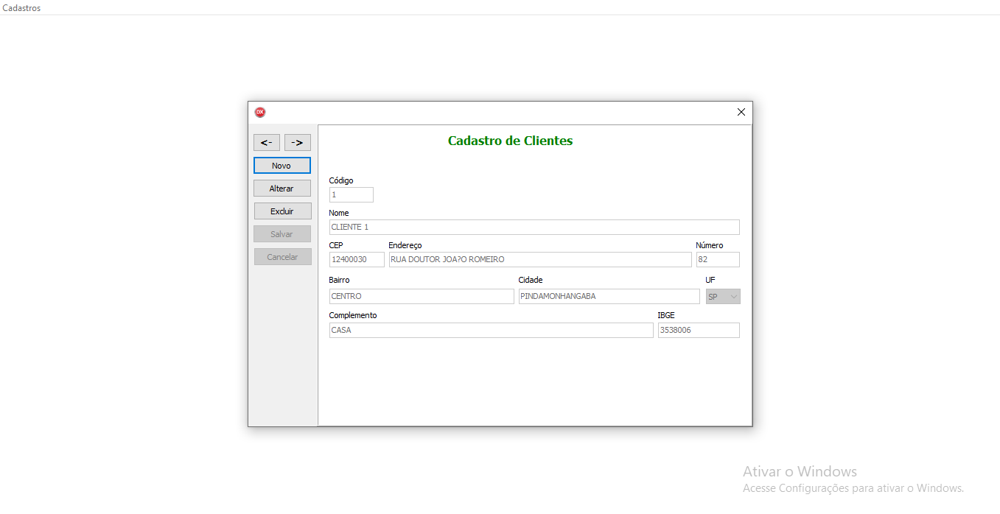 Cadastros
DX
<- ->
Cadastro de Clientes
Novo
Alterar
Excluir
Salvar
Cancelar
Código
1
Nome
CLIENTE 1
CEP Endereço Número
12400030 RUA DOUTOR JOA?O ROMEIRO 82
Bairro Cidade UF
CENTRO PINDAMONHANGABA SP
Complemento IBGE
CASA 3538006
Ativar o Windows
Acesse Configurações para ativar o Windows.